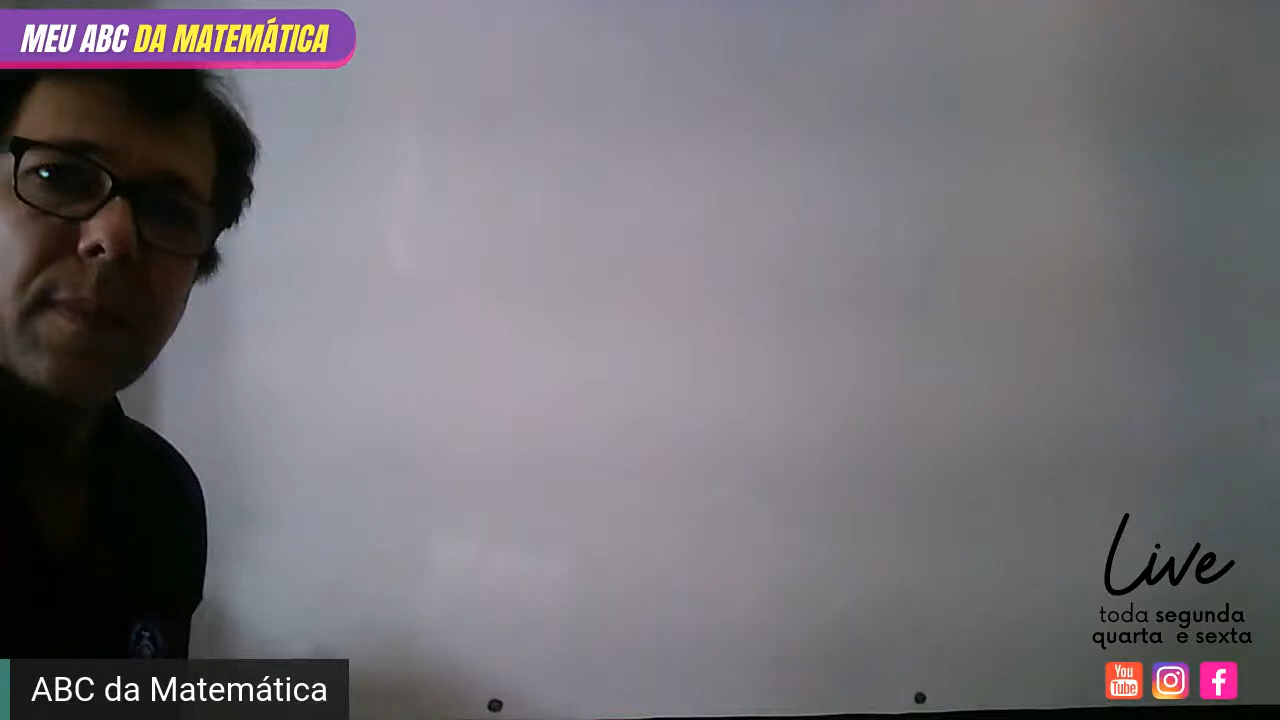 MEU ABC DA MATEMÁTICA
Live
toda segunda
quarta e sexta
You
Tube
ABC da Matemática